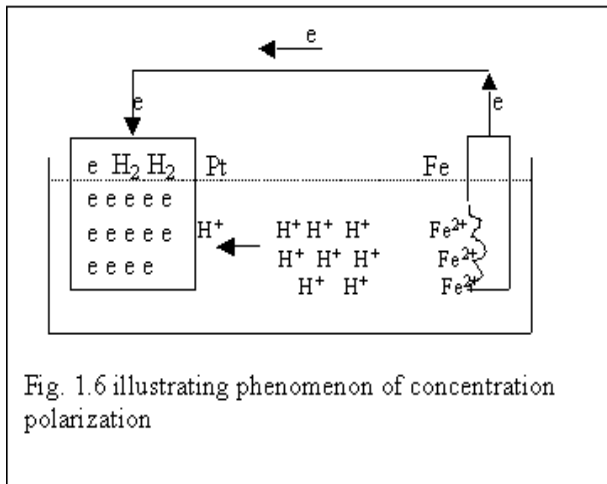 e
e e
e H₂ H₂ Pt Fe
e e e e e H⁺ H⁺ H⁺ H⁺ Fe²⁺
e e e e e H⁺ H⁺ H⁺ Fe²⁺
e e e e H⁺ H⁺ Fe²⁺
Fig. 1.6 illustrating phenomenon of concentration
polarization